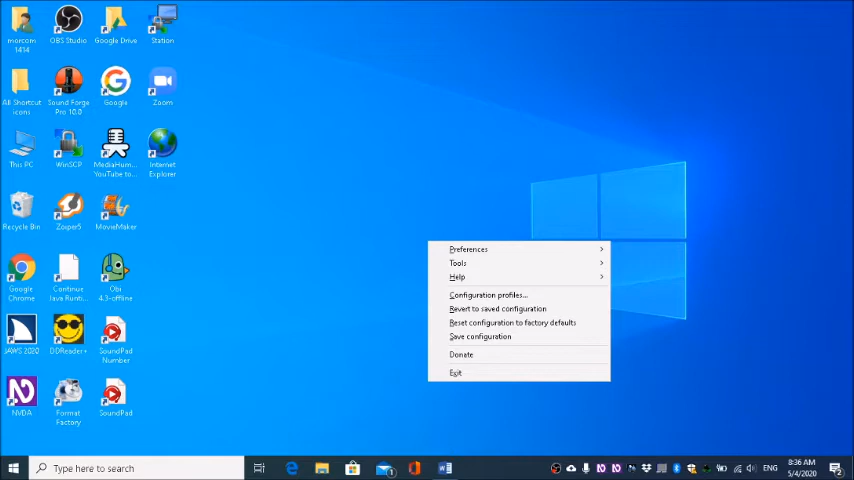 morcom
1414
OBS Studio
Google Drive
Station
All Shortcut
icons
Sound Forge
Pro 10.0
Google
Zoom
This PC
WinSCP
MediaHum...
YouTube to...
Internet
Explorer
Recycle Bin
Zoiper5
MovieMaker
Google
Chrome
Continue
Java Runti...
Obi
4.3-offline
JAWS 2020
DDReader+
SoundPad
Number
NVDA
Format
Factory
SoundPad
Preferences
Tools
Help
Configuration profiles...
Revert to saved configuration
Reset configuration to factory defaults
Save configuration
Donate
Exit
Type here to search
ENG
8:36 AM
5/4/2020